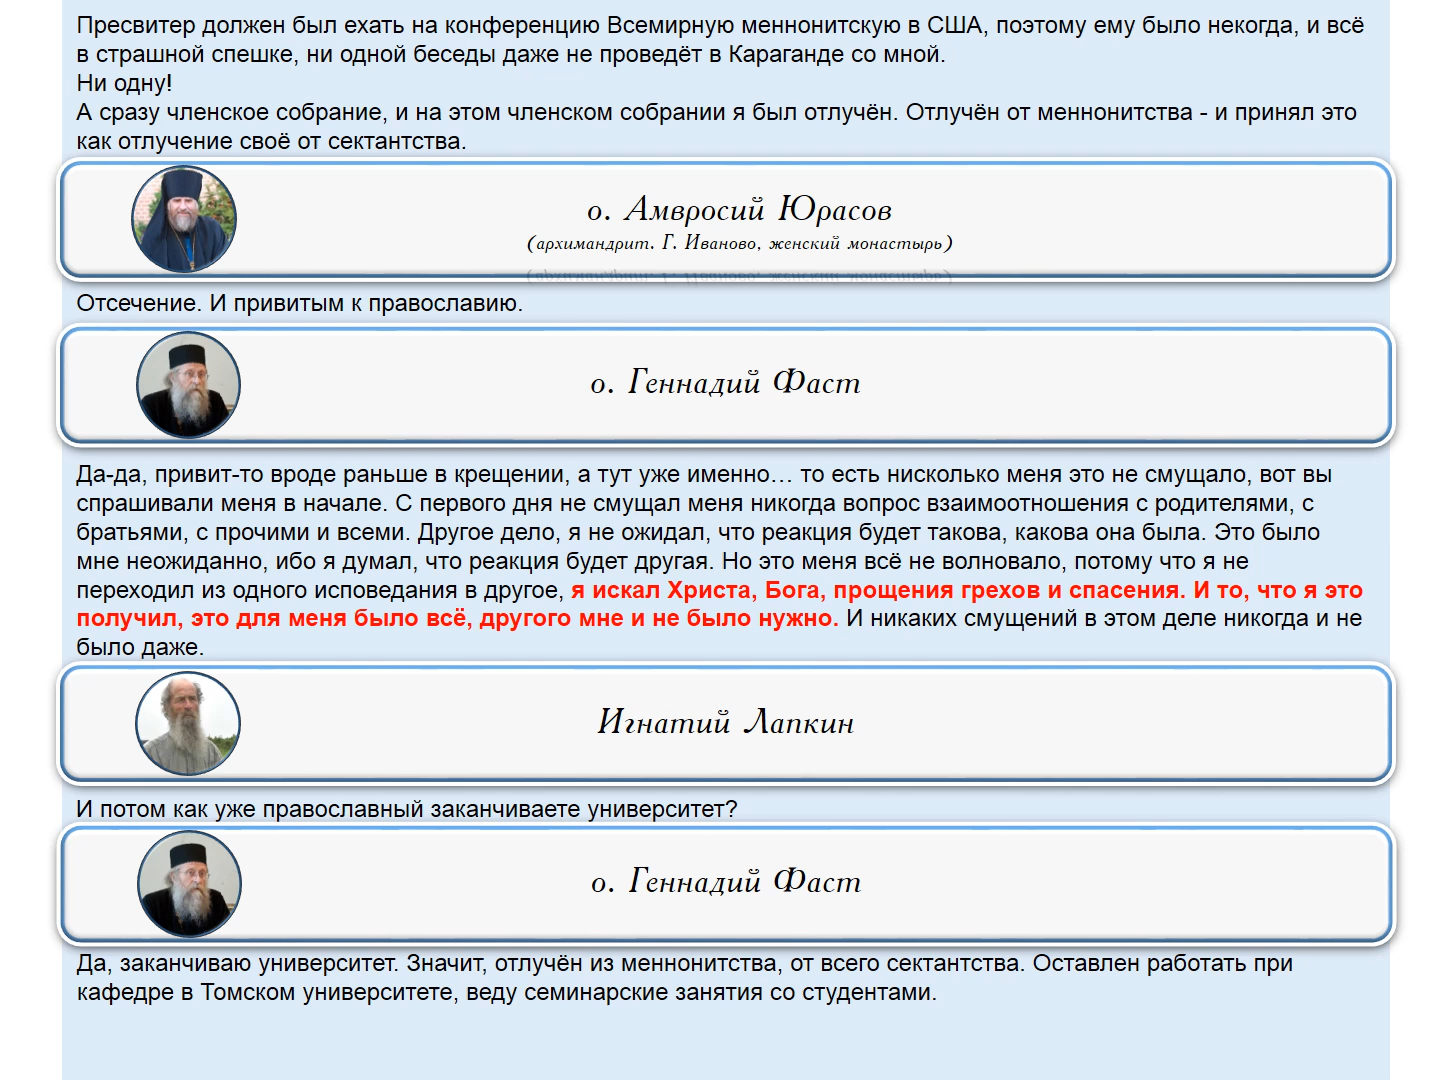 Пресвитер должен был ехать на конференцию Всемирную меннонитскую в США, поэтому ему было некогда, и всё
в страшной спешке, ни одной беседы даже не проведёт в Караганде со мной.
Ни одну!
А сразу членское собрание, и на этом членском собрании я был отлучён. Отлучён от меннонитства - и принял это
как отлучение своё от сектантства.
о. Амвросий Юрасов
(архимандрит. Г. Иваново, женский монастырь)
Отсечение. И привитым к православию.
о. Геннадий Фаст
Да-да, привит-то вроде раньше в крещении, а тут уже именно… то есть нисколько меня это не смущало, вот вы
спрашивали меня в начале. С первого дня не смущал меня никогда вопрос взаимоотношения с родителями, с
братьями, с прочими и всеми. Другое дело, я не ожидал, что реакция будет такова, какова она была. Это было
мне неожиданно, ибо я думал, что реакция будет другая. Но это меня всё не волновало, потому что я не
переходил из одного исповедания в другое, я искал Христа, Бога, прощения грехов и спасения. И то, что я это
получил, это для меня было всё, другого мне и не было нужно. И никаких смущений в этом деле никогда и не
было даже.
Игнатий Лапкин
И потом как уже православный заканчиваете университет?
о. Геннадий Фаст
Да, заканчиваю университет. Значит, отлучён из меннонитства, от всего сектантства. Оставлен работать при
кафедре в Томском университете, веду семинарские занятия со студентами.